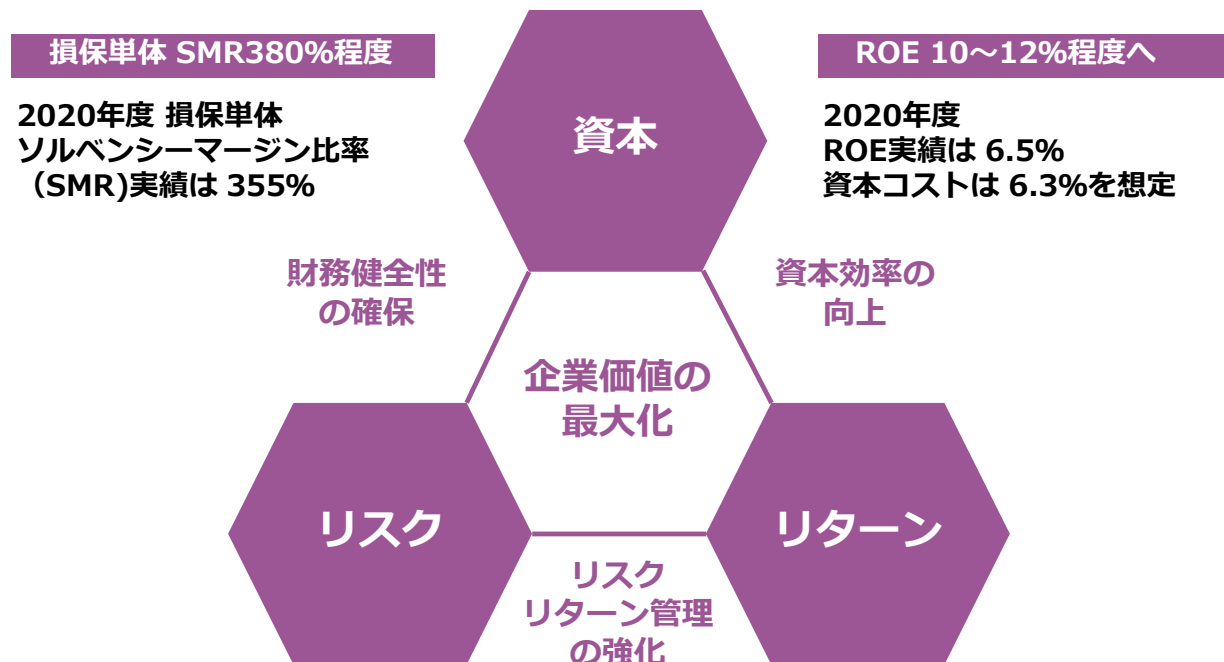 損保単体 SMR380%程度
2020年度 損保単体
ソルベンシーマージン比率
（SMR)実績は 355%
資本
ROE 10～12%程度へ
2020年度
ROE実績は 6.5%
資本コストは 6.3%を想定
財務健全性
の確保
資本効率の
向上
企業価値の
最大化
リスク
リターン
リスク
リターン管理
の強化